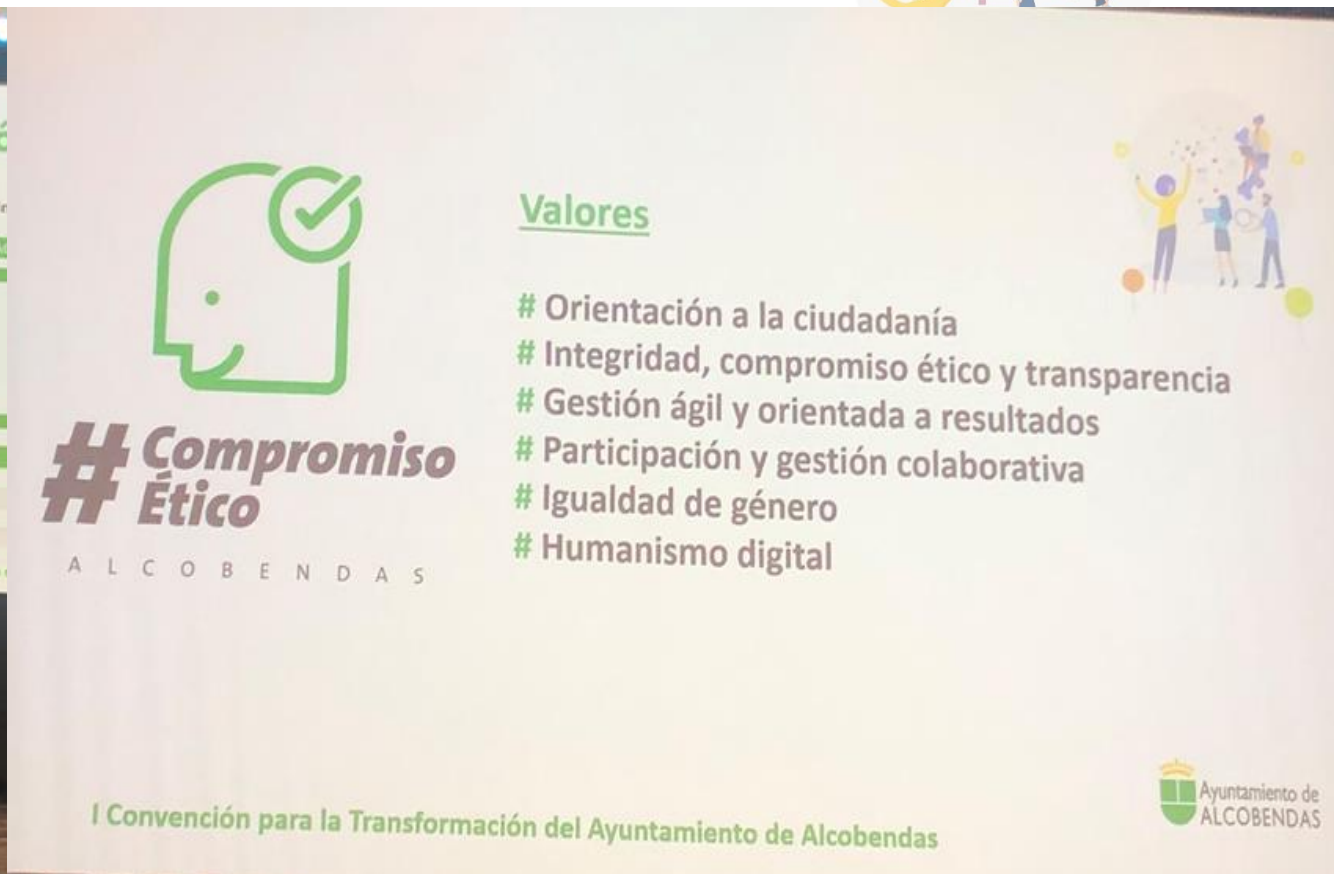 Valores
# Orientación a la ciudadanía
# Integridad, compromiso ético y transparencia
# Gestión ágil y orientada a resultados
# Participación y gestión colaborativa
# Igualdad de género
# Humanismo digital
# Compromiso
Ético
ALCOBENDAS
I Convención para la Transformación del Ayuntamiento de Alcobendas
Ayuntamiento de
ALCOBENDAS